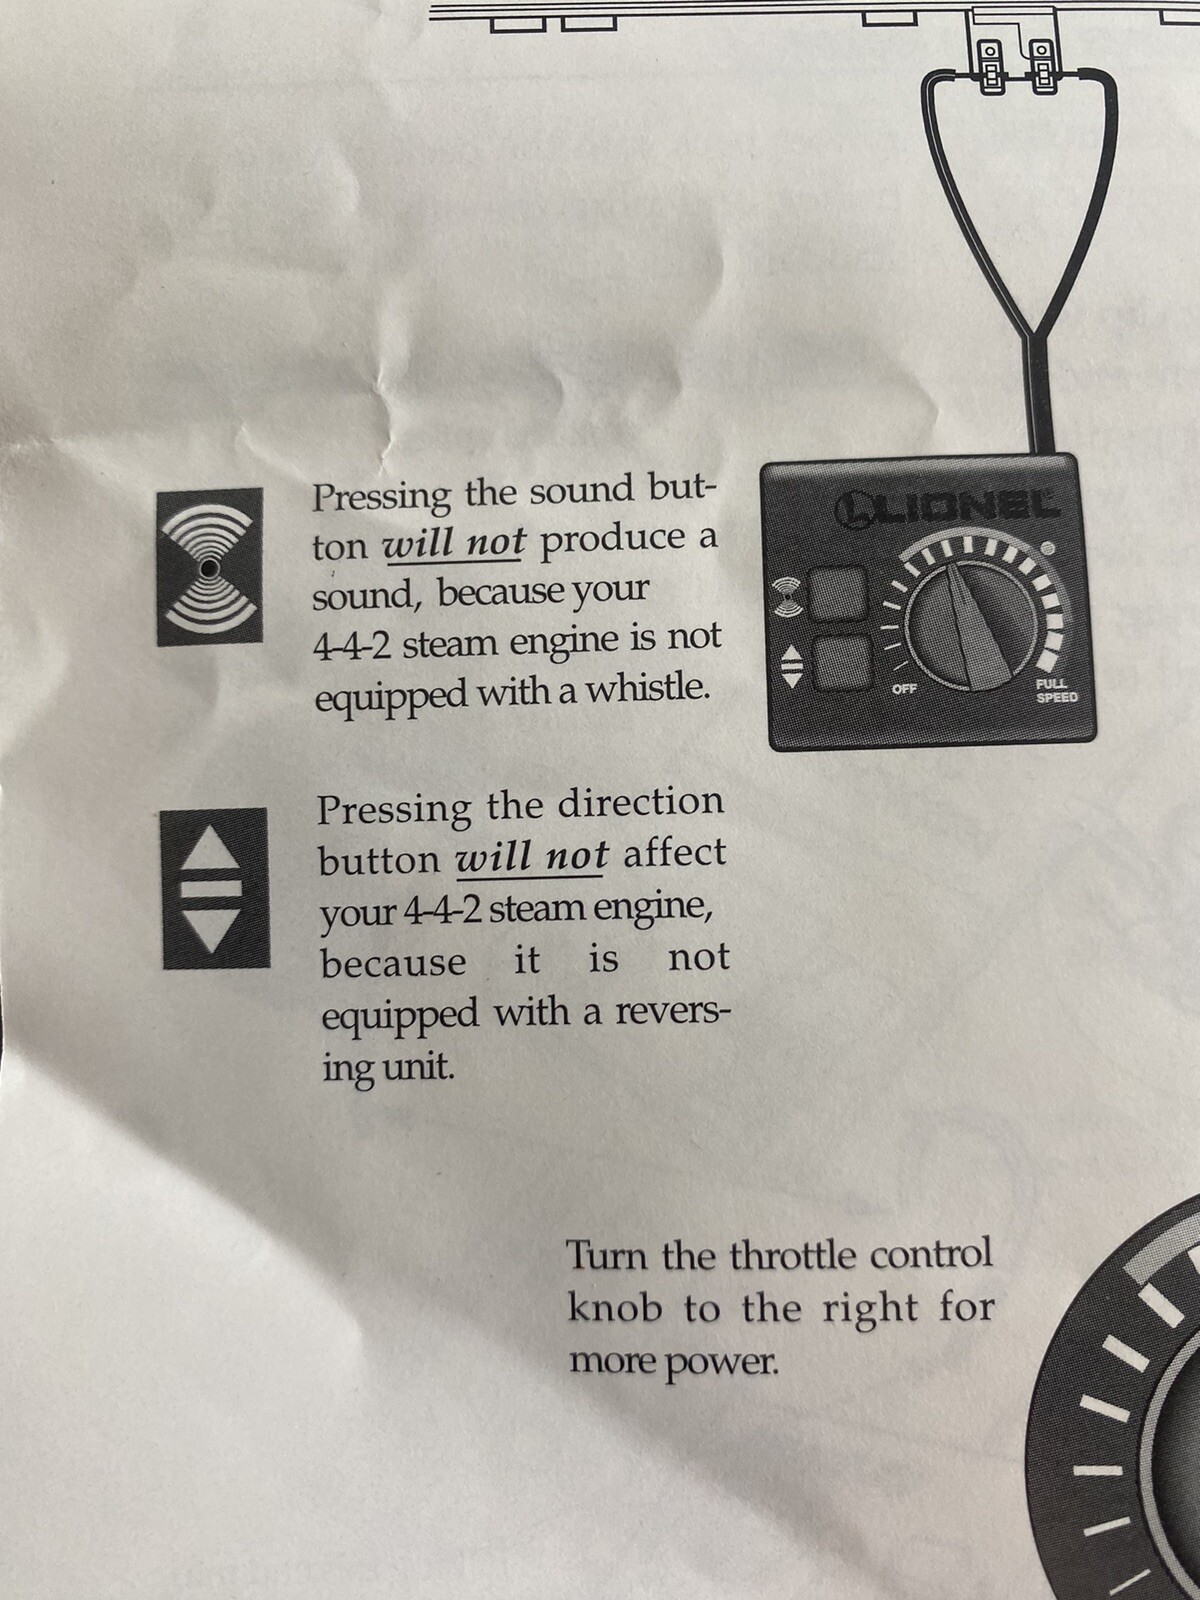 Pressing the sound but-
ton will not produce a
sound, because your
4-4-2 steam engine is not
equipped with a whistle.
LIONEL
OFF
FULL
SPEED
Pressing the direction
button will not affect
your 4-4-2 steam engine,
because it is not
equipped with a revers-
ing unit.
Turn the throttle control
knob to the right for
more power.